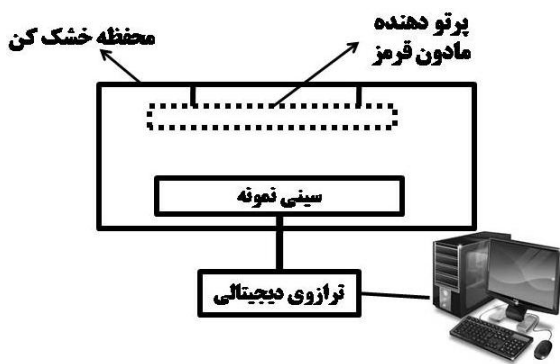 پرتو دهنده
مادون قرمز
محفظه خشک کن
سینی نمونه
ترازوی دیجیتالی